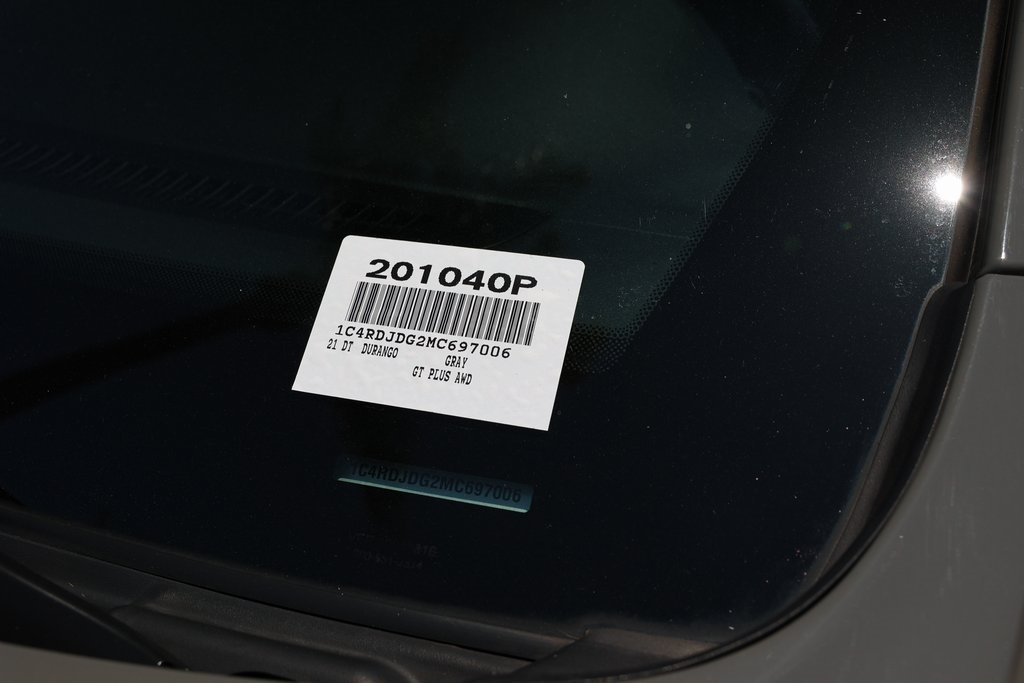 201040P
1C4RDJDG2MC697006
21 DT DURANGO GRAY
GT PLUS AWD
1C4RDJDG2MC697006